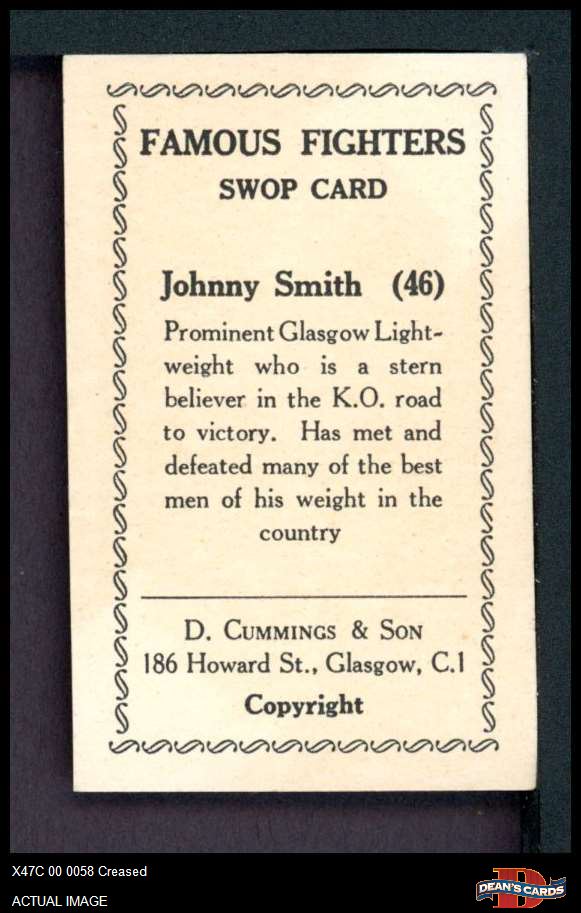 FAMOUS FIGHTERS
SWOP CARD
Johnny Smith (46)
Prominent Glasgow Light-
weight who is a stern
believer in the K.O. road
to victory. Has met and
defeated many of the best
men of his weight in the
country
D. CUMMINGS & SON
186 Howard St., Glasgow, C.1
Copyright
X47C 00 0058 Creased
ACTUAL IMAGE
D
DEAN'S CARDS